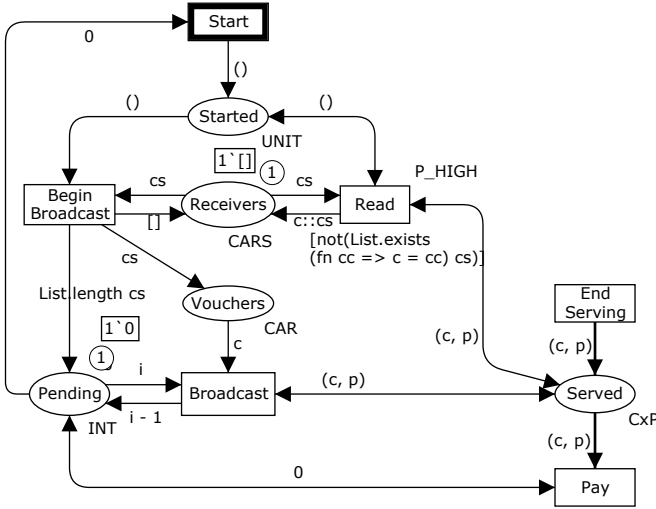 Start
0
()
()
Started
()
UNIT
1`[]
1
P_HIGH
cs
cs
Begin
Broadcast
Receivers
Read
[]
c::cs
CARS
[not(List.exists
(fn cc => c = cc) cs)]
cs
List.length cs
Vouchers
CAR
End
Serving
1`0
1
c
(c, p)
(c, p)
i
(c, p)
Pending
Broadcast
Served
i - 1
INT
CxP
(c, p)
0
Pay